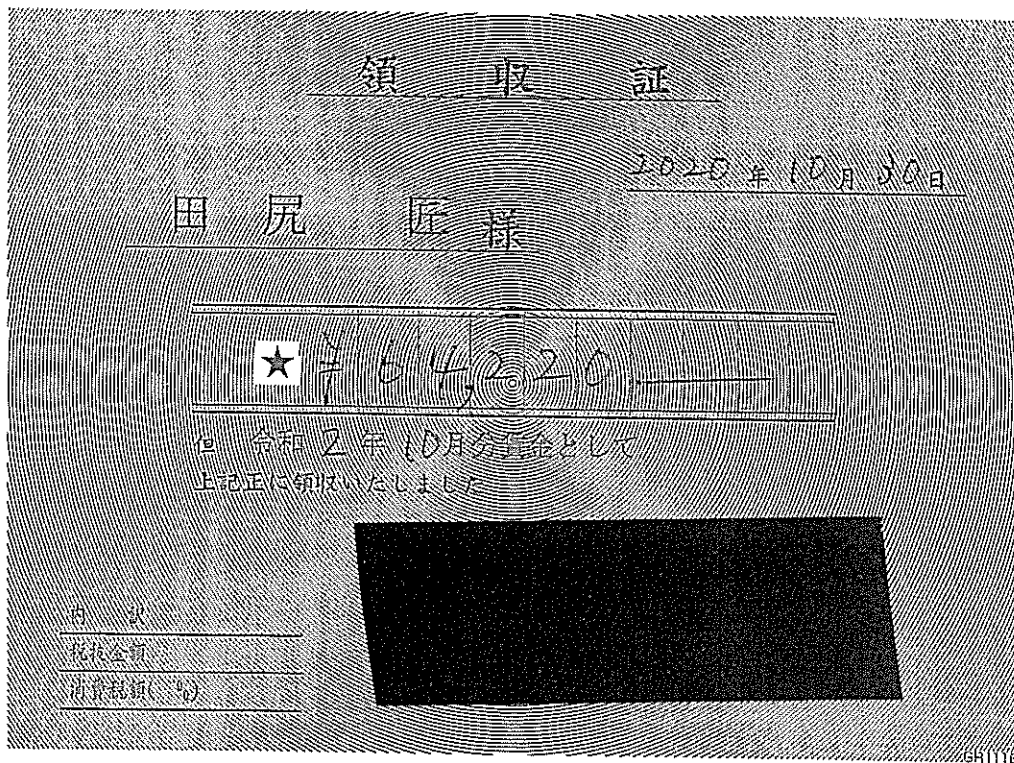 領収証
2020年10月30日
田尻 匠 様
★ ¥64,220
但 令和2年10月分賃金として
上記正に領収いたしました
内 訳
税抜金額
消費税額( %)